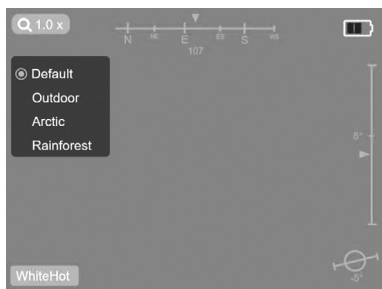 1.0 x
N NE E ES S WS
107
Default
Outdoor
Arctic
Rainforest
5°
WhiteHot
-5°